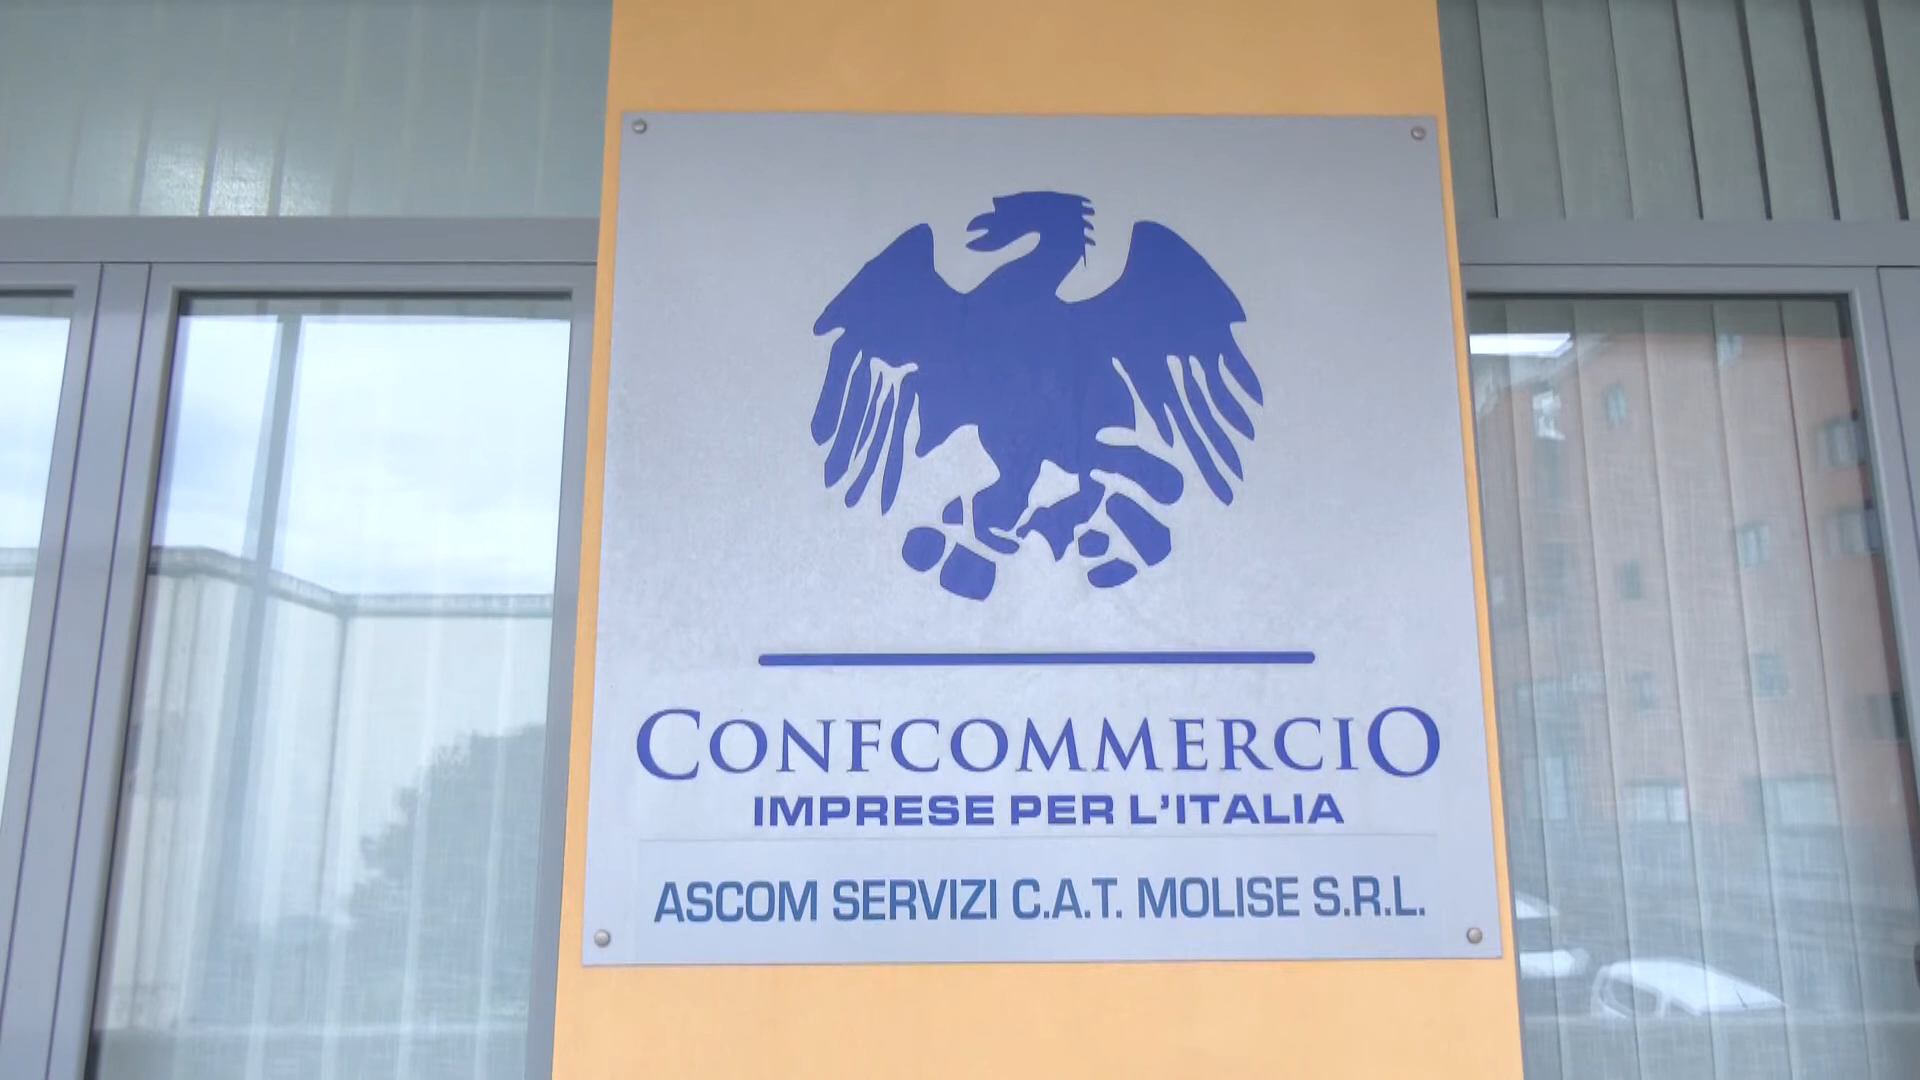 CONFCOMMERCIO
IMPRESE PER L'ITALIA
ASCOM SERVIZI C.A.T. MOLISE S.R.L.